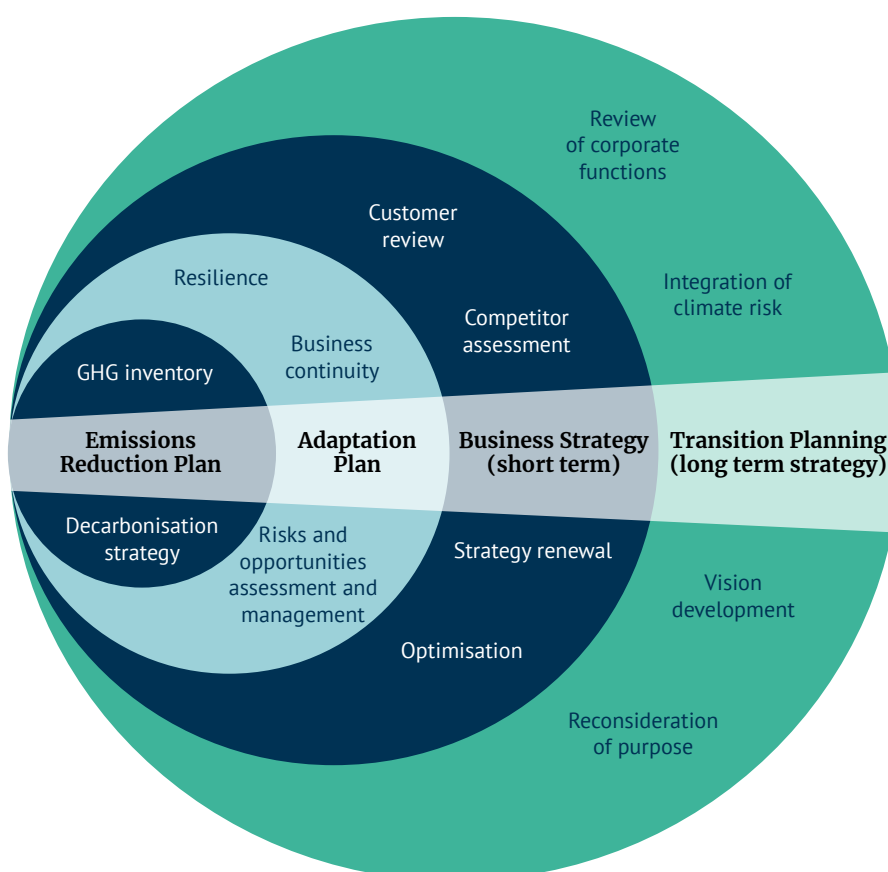 Review
of corporate
functions
Customer
review
Integration of
climate risk
Resilience
Competitor
assessment
Business
continuity
GHG inventory
Emissions
Reduction Plan
Adaptation
Plan
Business Strategy
(short term)
Transition Planning
(long term strategy)
Decarbonisation
strategy
Risks and
opportunities
assessment and
management
Strategy renewal
Vision
development
Optimisation
Reconsideration
of purpose